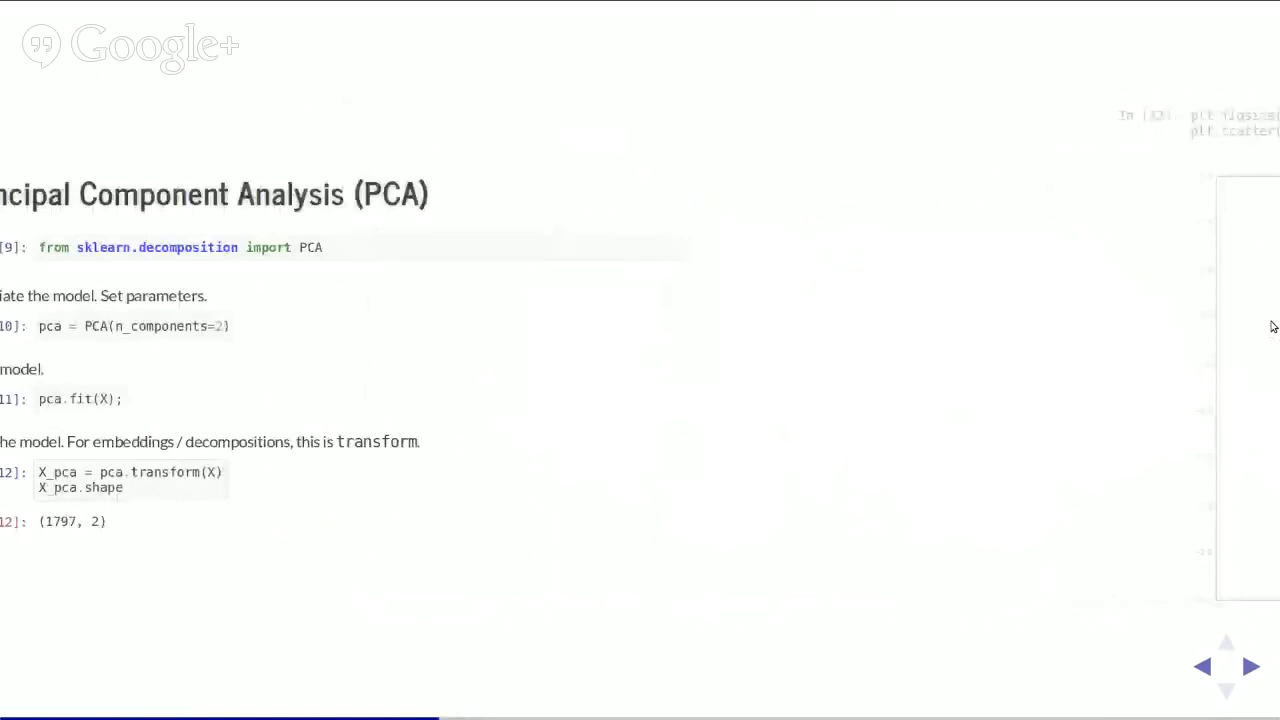 Google+
ncipal Component Analysis (PCA)
[9]: from sklearn.decomposition import PCA
iate the model. Set parameters.
10]: pca = PCA(n_components=2)
model.
11]: pca.fit(X);
he model. For embeddings / decompositions, this is transform.
12]: X_pca = pca.transform(X)
X_pca.shape
12]: (1797, 2)
In
plt